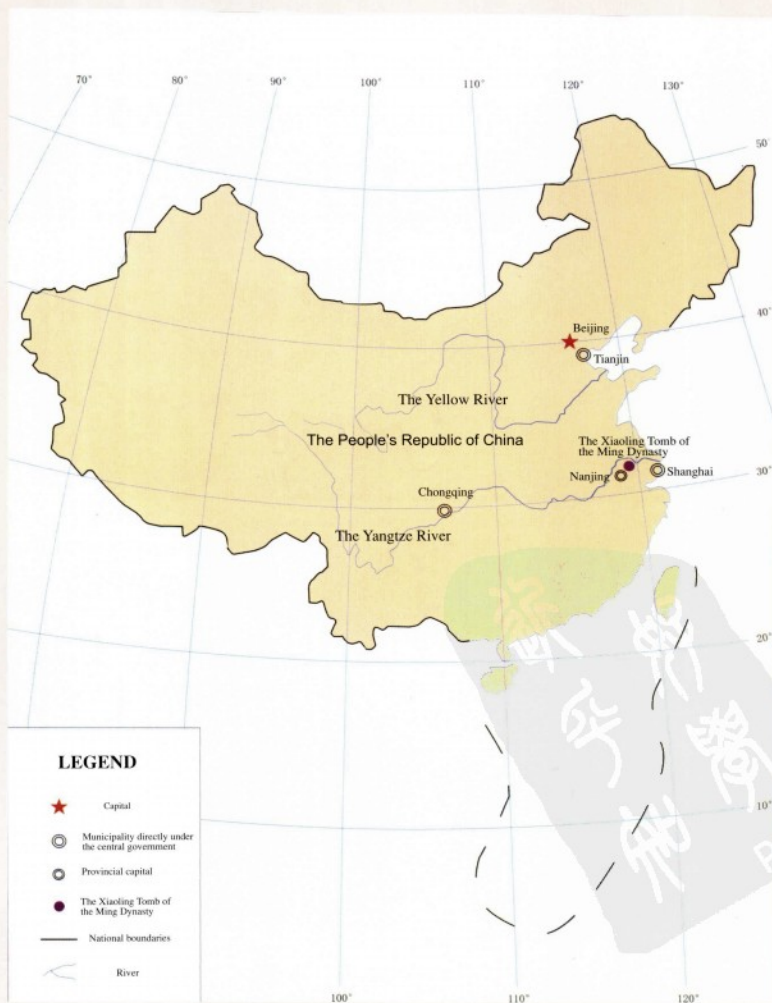 70°
80°
90°
100°
110°
120°
130°
50°
Beijing
40°
Tianjin
The Yellow River
The People's Republic of China
The Xiaoling Tomb of
the Ming Dynasty
Nanjing
Shanghai
30°
Chongqing
The Yangtze River
20°
LEGEND
Capital
10°
Municipality directly under
the central government
Provincial capital
The Xiaoling Tomb of
the Ming Dynasty
National boundaries
River
100°
110°
120°